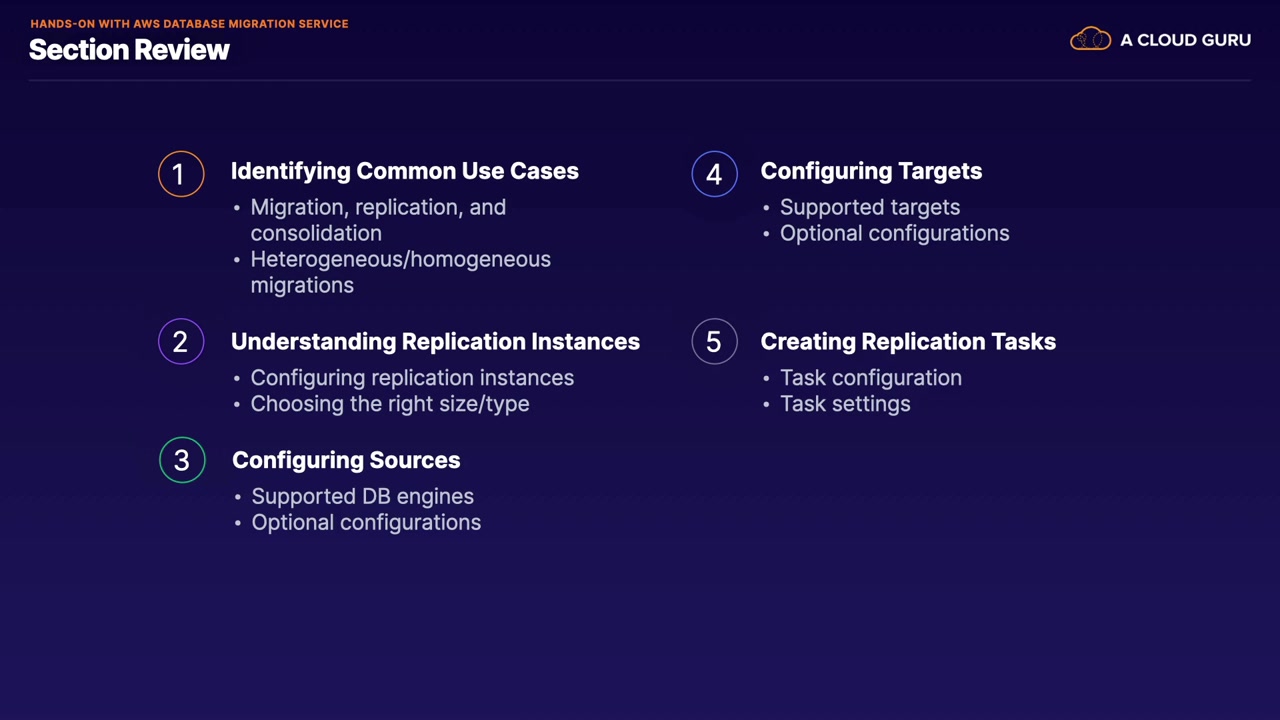 HANDS-ON WITH AWS DATABASE MIGRATION SERVICE
Section Review
A CLOUD GURU
1
Identifying Common Use Cases
• Migration, replication, and
consolidation
• Heterogeneous/homogeneous
migrations
2
Understanding Replication Instances
• Configuring replication instances
• Choosing the right size/type
3
Configuring Sources
• Supported DB engines
• Optional configurations
4
Configuring Targets
• Supported targets
• Optional configurations
5
Creating Replication Tasks
• Task configuration
• Task settings